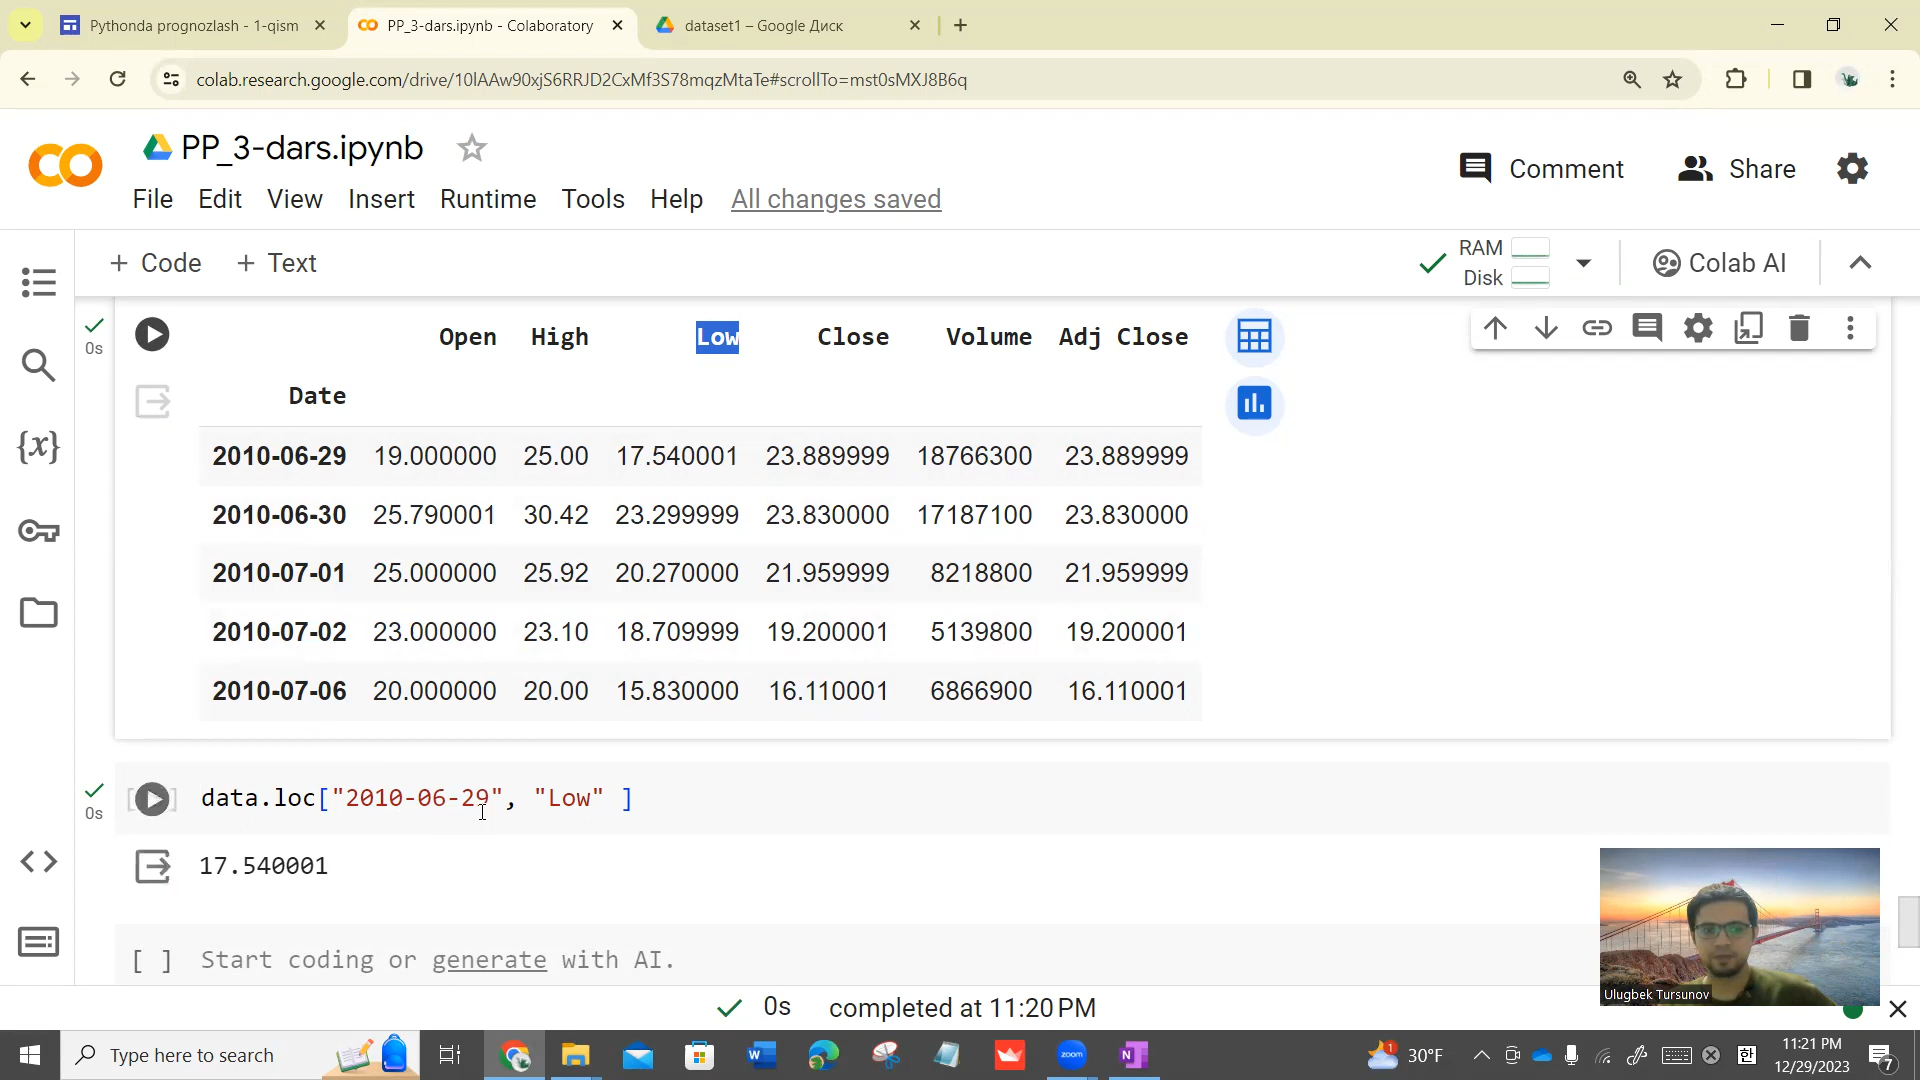 Pythonda prognozlash - 1-qism
PP_3-dars.ipynb - Colaboratory
dataset1 – Google Диск
colab.research.google.com/drive/10lAAw90xjS6RRJD2CxMf3S78mqzMtaTe#scrollTo=mst0sMXJ8B6q
PP_3-dars.ipynb
Comment
Share
File Edit View Insert Runtime Tools Help All changes saved
+ Code + Text
RAM
Disk
Colab AI
0s
Open High Low Close Volume Adj Close
Date
2010-06-29 19.000000 25.00 17.540001 23.889999 18766300 23.889999
2010-06-30 25.790001 30.42 23.299999 23.830000 17187100 23.830000
2010-07-01 25.000000 25.92 20.270000 21.959999 8218800 21.959999
2010-07-02 23.000000 23.10 18.709999 19.200001 5139800 19.200001
2010-07-06 20.000000 20.00 15.830000 16.110001 6866900 16.110001
0s
data.loc["2010-06-29", "Low" ]
17.540001
[ ] Start coding or generate with AI.
Ulugbek Tursunov
0s completed at 11:20 PM
Type here to search
zoom
1
30°F
한
11:21 PM
12/29/2023
7